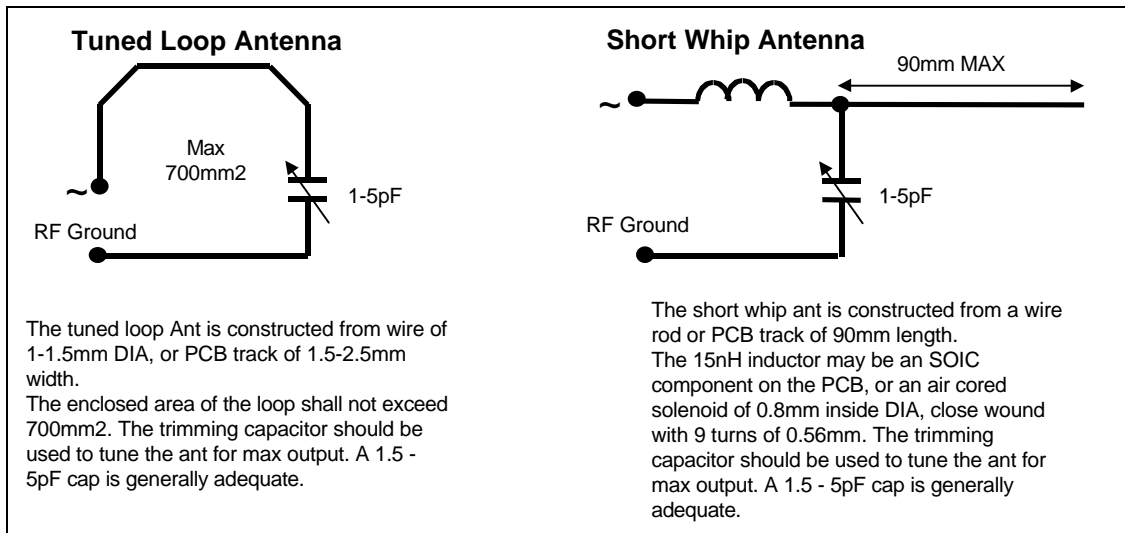 Tuned Loop Antenna
Max
700mm2
~
1-5pF
RF Ground
The tuned loop Ant is constructed from wire of
1-1.5mm DIA, or PCB track of 1.5-2.5mm
width.
The enclosed area of the loop shall not exceed
700mm2. The trimming capacitor should be
used to tune the ant for max output. A 1.5 -
5pF cap is generally adequate.
Short Whip Antenna
90mm MAX
~
1-5pF
RF Ground
The short whip ant is constructed from a wire
rod or PCB track of 90mm length.
The 15nH inductor may be an SOIC
component on the PCB, or an air cored
solenoid of 0.8mm inside DIA, close wound
with 9 turns of 0.56mm. The trimming
capacitor should be used to tune the ant for
max output. A 1.5 - 5pF cap is generally
adequate.